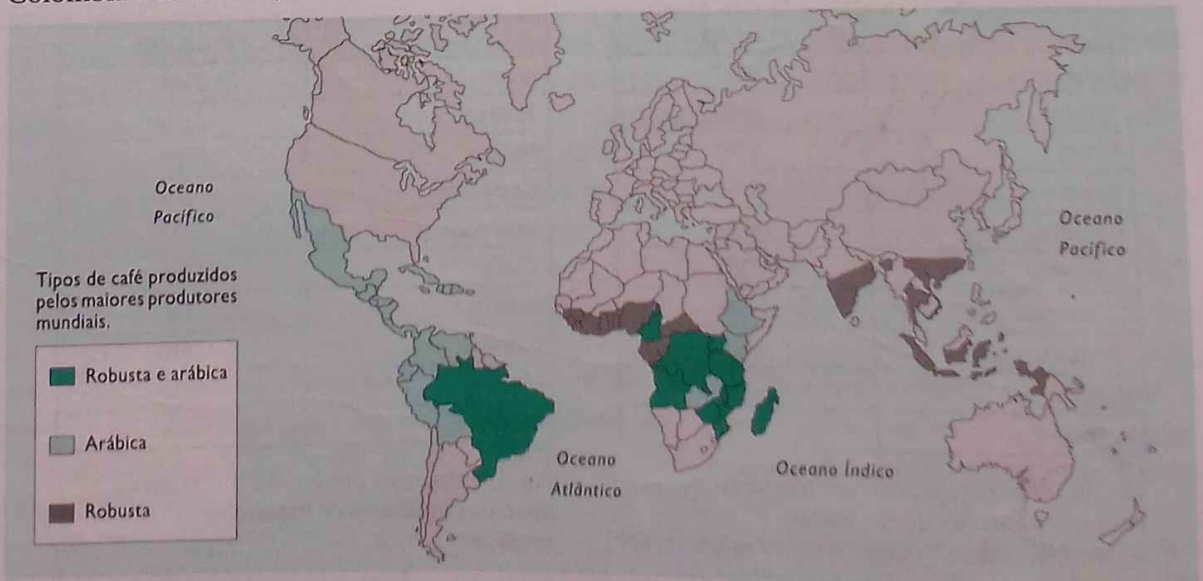 Oceano
Pacífico
Oceano
Pacífico
Tipos de café produzidos
pelos maiores produtores
mundiais.
Robusta e arábica
Arábica
Robusta
Oceano
Atlântico
Oceano Índico